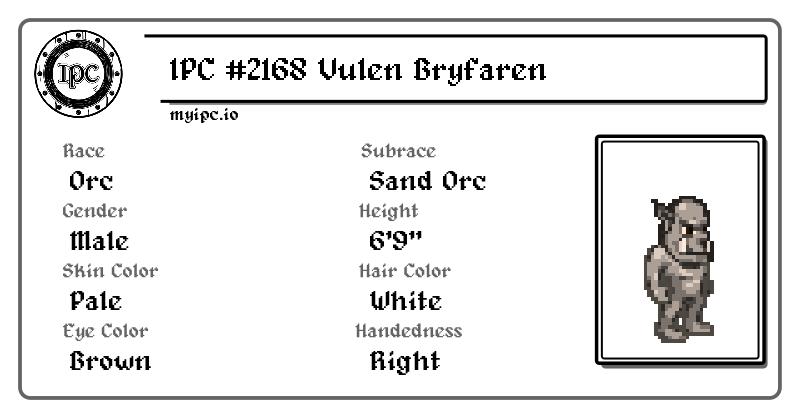 IPC
IPC #2168 Vulen Bryfaren
myipc.io
Race
Orc
Subrace
Sand Orc
Gender
Male
Height
6'9"
Skin Color
Pale
Hair Color
White
Eye Color
Brown
Handedness
Right